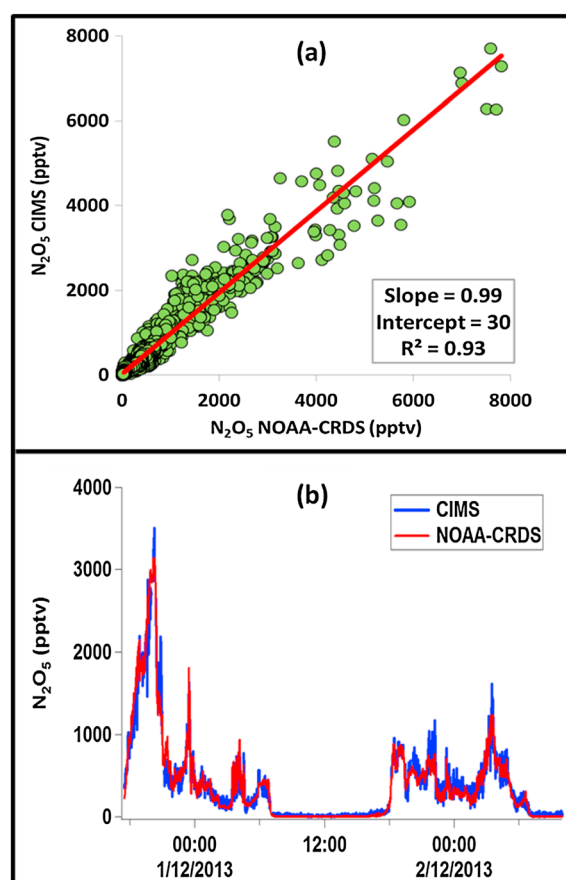 (a)
N₂O₅ CIMS (pptv)
8000
6000
4000
2000
0
Slope = 0.99
Intercept = 30
R² = 0.93
0 2000 4000 6000 8000
N₂O₅ NOAA-CRDS (pptv)
(b)
N₂O₅ (pptv)
4000
3000
2000
1000
0
CIMS
NOAA-CRDS
00:00 12:00 00:00
1/12/2013 2/12/2013